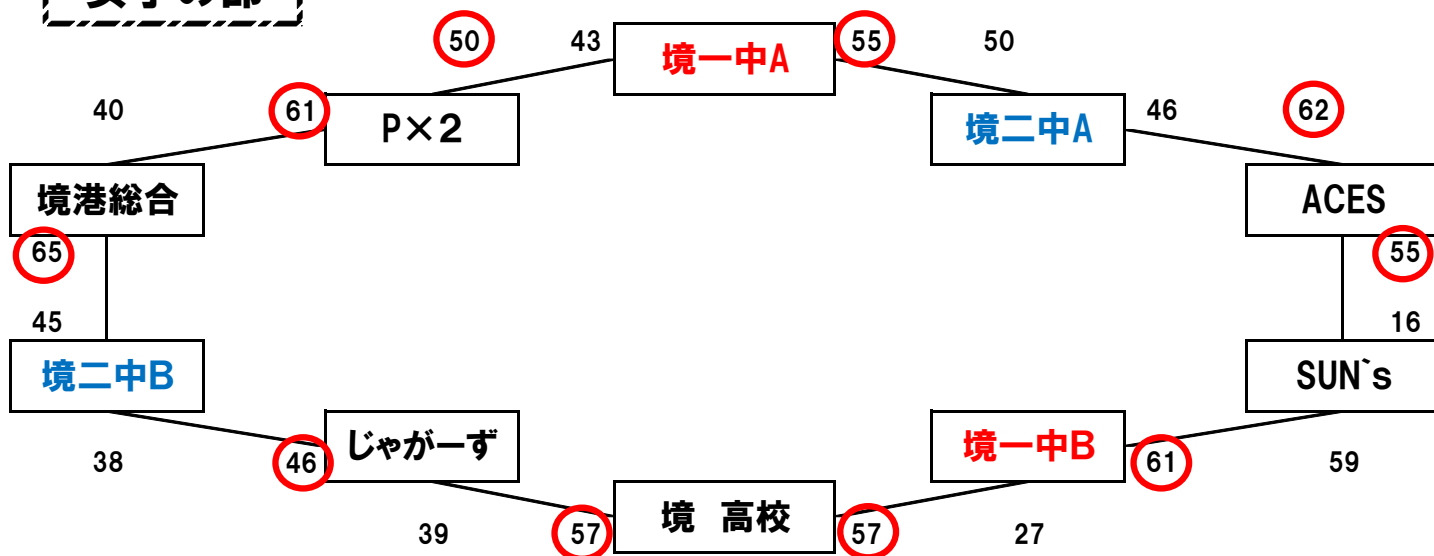 女子の部
50 43 境一中A 55 50
40 61 P×2 境二中A 46 62
境港総合 ACES
65 55
45 16
境二中B SUN`s
じゃがーず 境一中B
38 46 61 59
境 高校
39 57 57 27